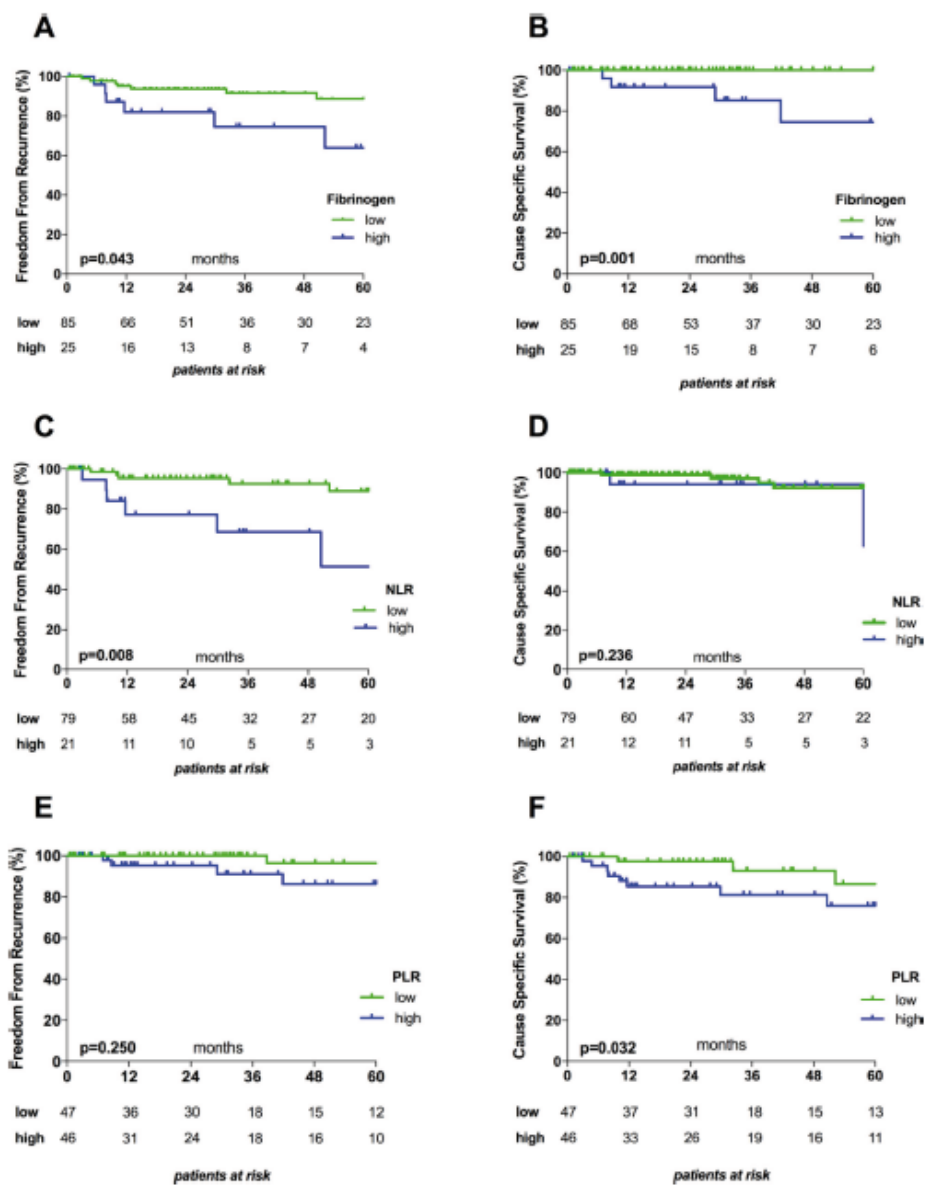 A
Freedom From Recurrence (%)
100
80
60
40
20
0
Fibrinogen
low
high
p=0.043
months
0 12 24 36 48 60
low 85 66 51 36 30 23
high 25 16 13 8 7 4
patients at risk
B
Cause Specific Survival (%)
100
80
60
40
20
Fibrinogen
low
high
p=0.001
months
0 12 24 36 48 60
low 85 68 53 37 30 23
high 25 19 15 8 7 6
patients at risk
C
Freedom From Recurrence (%)
100
80
60
40
20
0
NLR
low
high
p=0.008
months
0 12 24 36 48 60
low 79 58 45 32 27 20
high 21 11 10 5 5 3
patients at risk
D
Cause Specific Survival (%)
100
80
60
40
20
NLR
low
high
p=0.236
months
0 12 24 36 48 60
low 79 60 47 33 27 22
high 21 12 11 5 5 3
patients at risk
E
Freedom From Recurrence (%)
100
80
60
40
20
0
PLR
low
high
p=0.250
months
0 12 24 36 48 60
low 47 36 30 18 15 12
high 46 31 24 18 16 10
patients at risk
F
Cause Specific Survival (%)
100
80
60
40
20
PLR
low
high
p=0.032
months
0 12 24 36 48 60
low 47 37 31 18 15 13
high 46 33 26 19 16 11
patients at risk